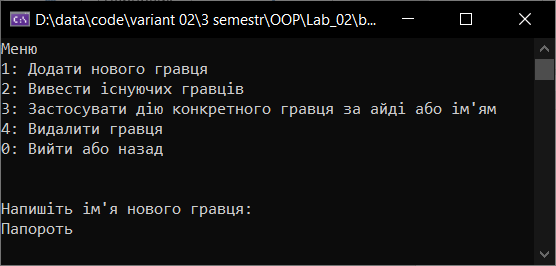 D:\data\code\variant 02\3 semestr\OOP\Lab_02\b...
Меню
1: Додати нового гравця
2: Вивести існуючих гравців
3: Застосувати дію конкретного гравця за айді або ім'ям
4: Видалити гравця
0: Вийти або назад
Напишіть ім'я нового гравця:
Папороть